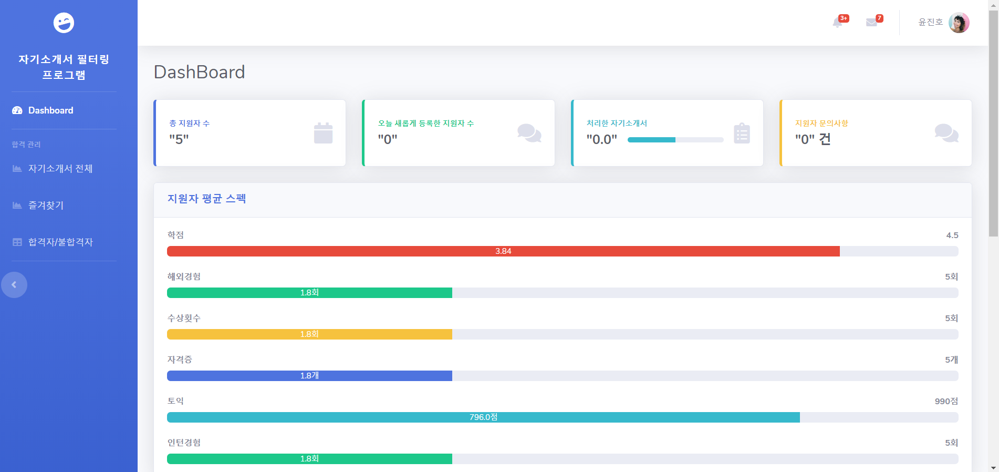 자기소개서 필터링
프로그램
Dashboard
합격 관리
자기소개서 전체
즐겨찾기
합격자/불합격자
3+
7
윤진호
DashBoard
총 지원자 수
"5"
오늘 새롭게 등록한 지원자 수
"0"
처리한 자기소개서
"0.0"
지원자 문의사항
"0" 건
지원자 평균 스펙
학점 4.5
3.84
해외경험 5회
1.8회
수상횟수 5회
1.8회
자격증 5개
1.8개
토익 990점
796.0점
인턴경험 5회
1.8회